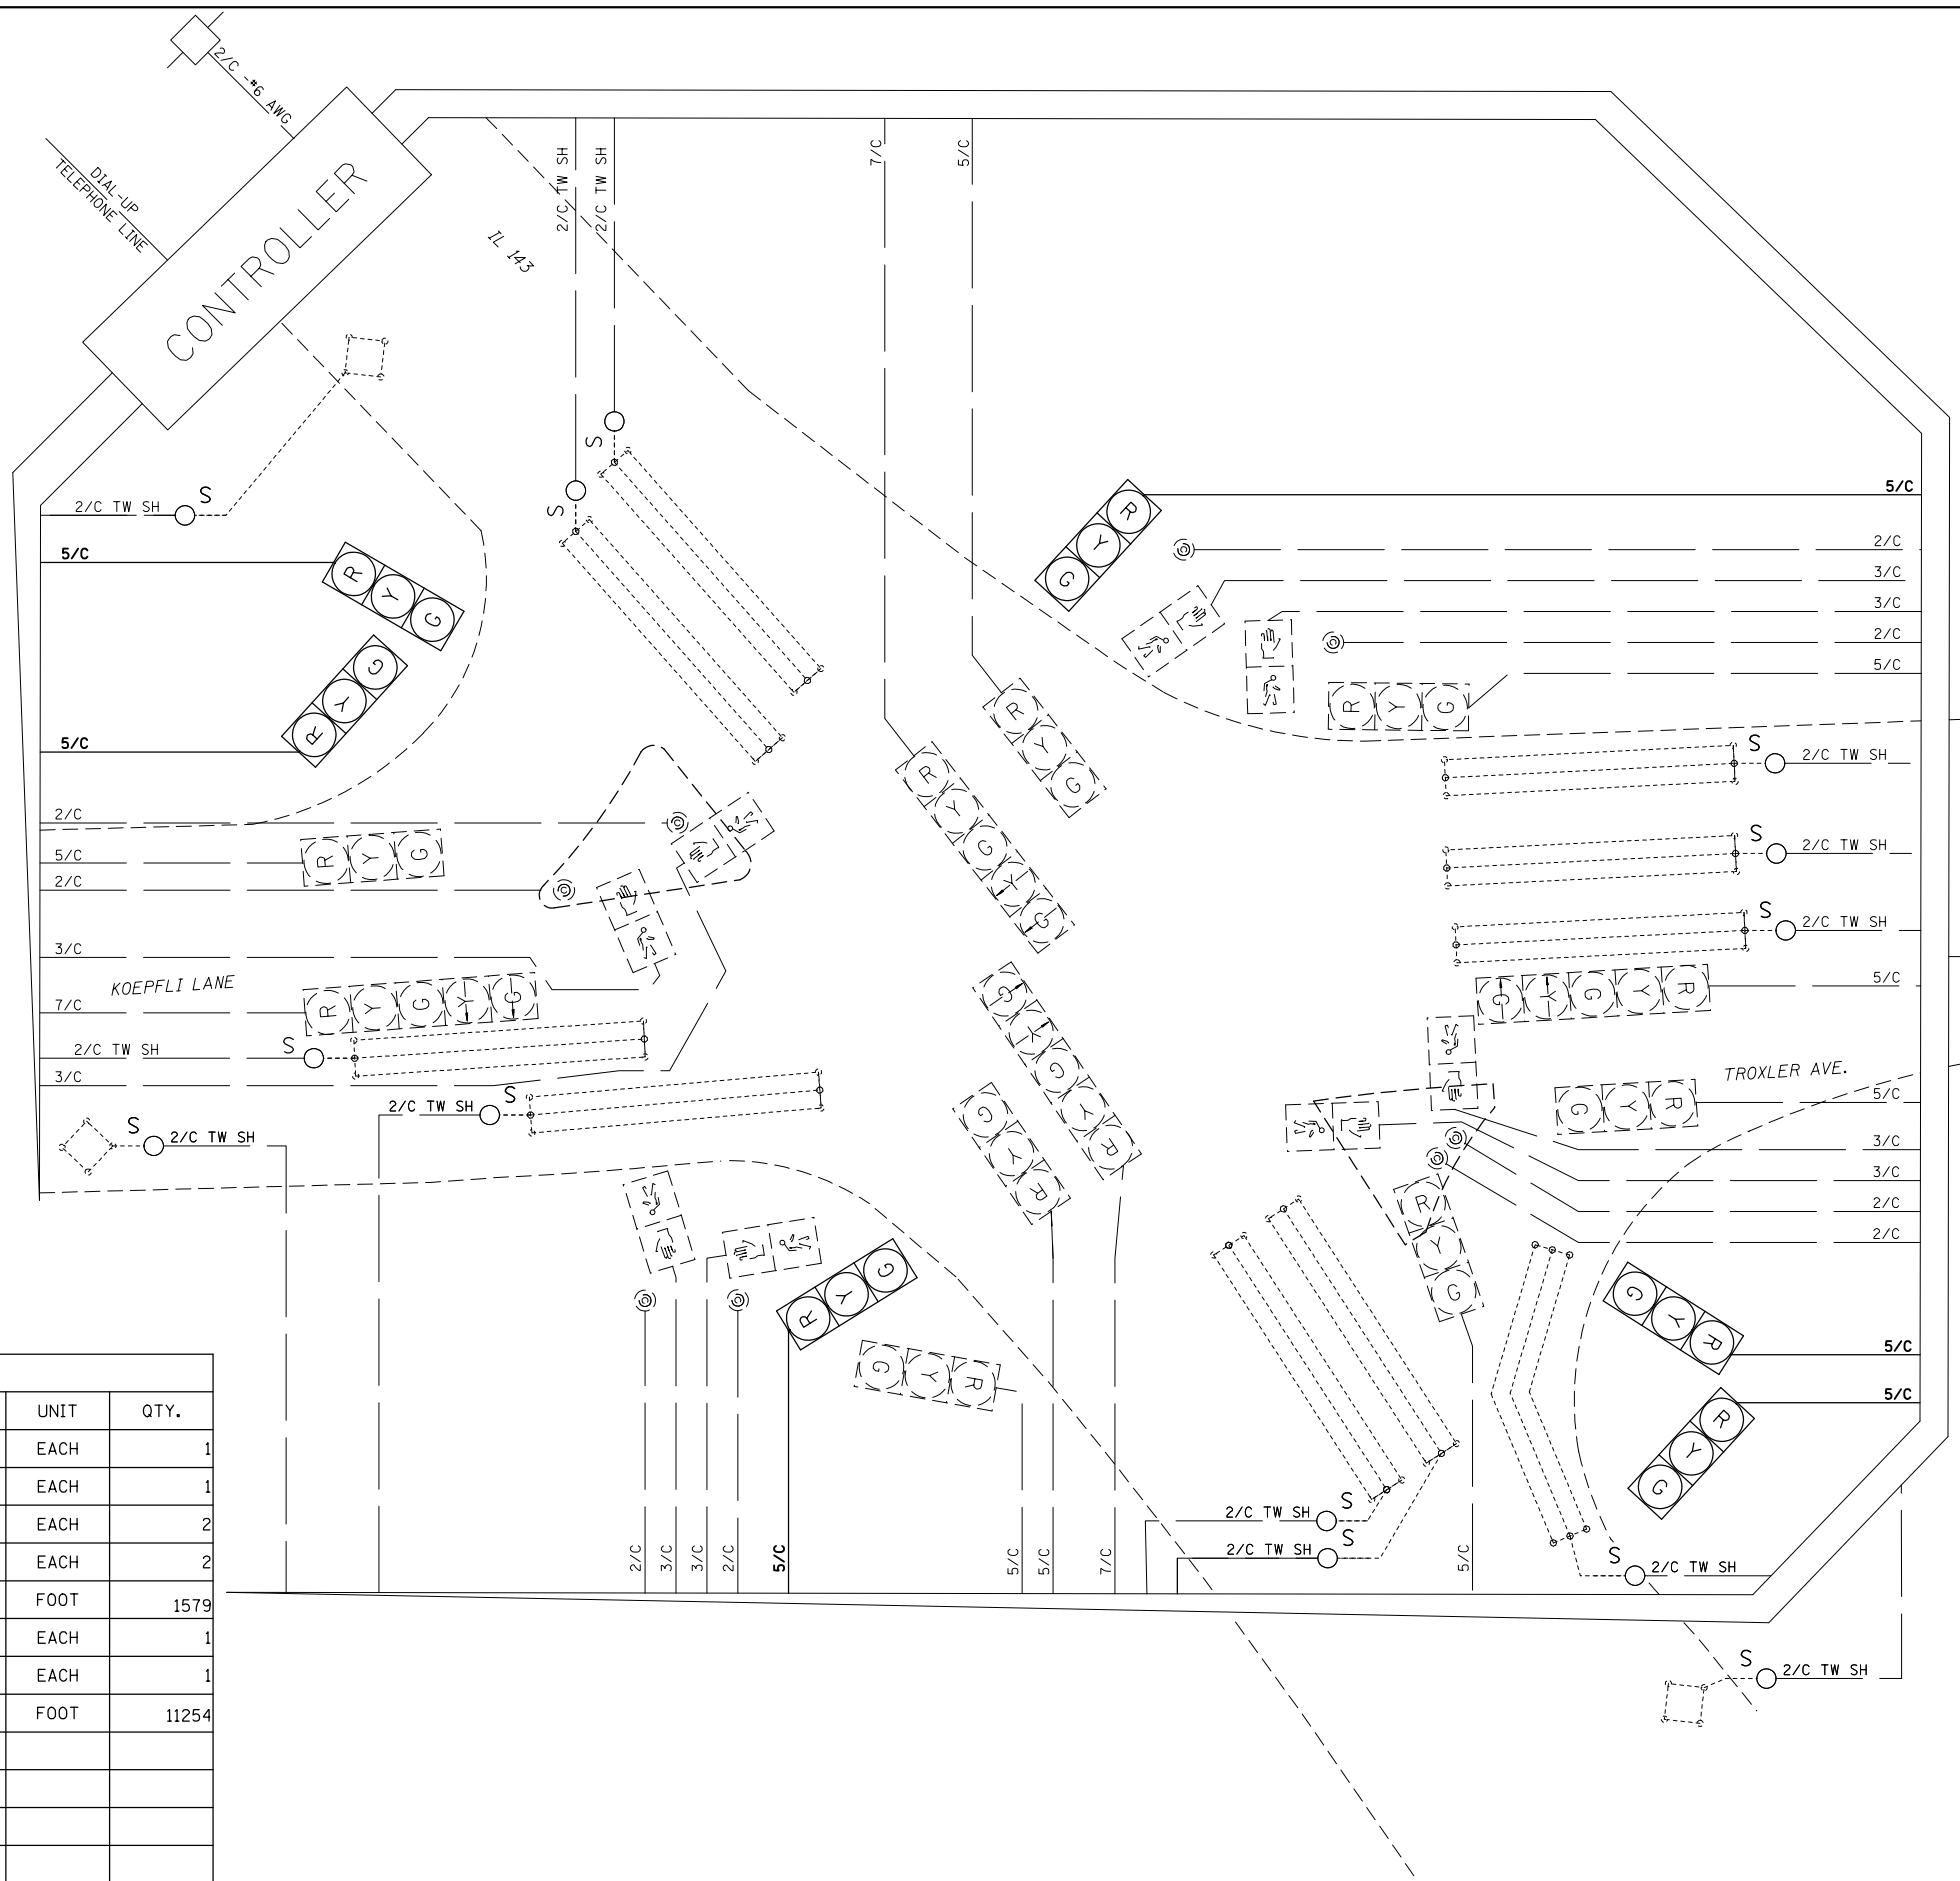 2/C -#6 AWG
DIAL-UP
TELEPHONE LINE
CONTROLLER
IL 143
2/C TW SH
2/C TW SH
7/C
5/C
S
S
2/C TW SH
S
5/C
R Y G
5/C
R Y G
2/C
5/C
R Y G
2/C
3/C
KOEPFLI LANE
7/C
R Y G Y G
2/C TW SH
S
3/C
2/C TW SH
S
S
2/C TW SH
R Y G
R Y G Y G
R Y G
5/C
2/C
3/C
3/C
2/C
5/C
R Y G
S
2/C TW SH
S
2/C TW SH
S
2/C TW SH
G Y G Y R
5/C
TROXLER AVE.
G Y R
5/C
3/C
3/C
2/C
2/C
G Y G Y R
G Y R
R Y G
G Y R
5/C
5/C
R Y G
R Y G
G Y R
2/C
3/C
3/C
2/C
5/C
5/C
5/C
7/C
2/C TW SH
S
2/C TW SH
S
5/C
S
2/C TW SH
S
2/C TW SH
UNIT QTY.
EACH 1
EACH 1
EACH 2
EACH 2
FOOT 1579
EACH 1
EACH 1
FOOT 11254